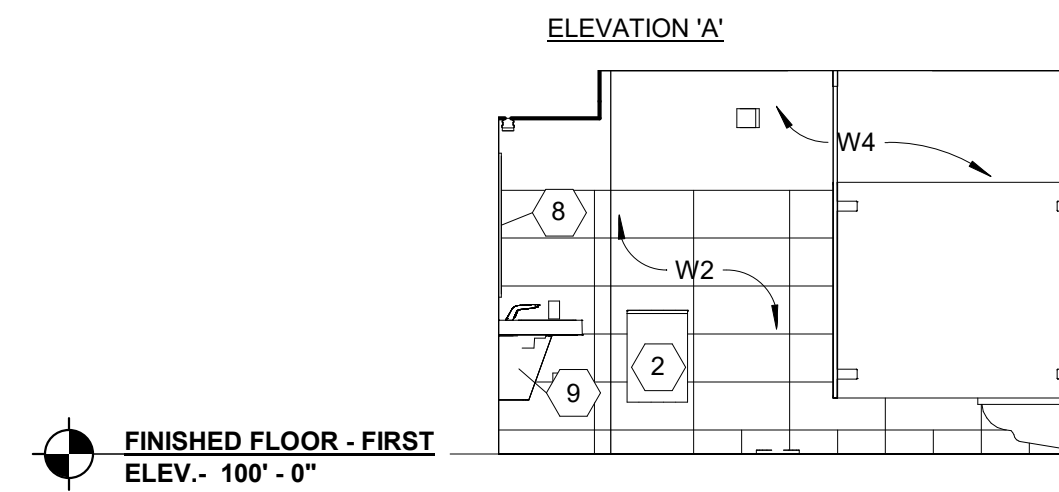 ELEVATION 'A'
W4
8
W2
2
9
FINISHED FLOOR - FIRST
ELEV.- 100' - 0"